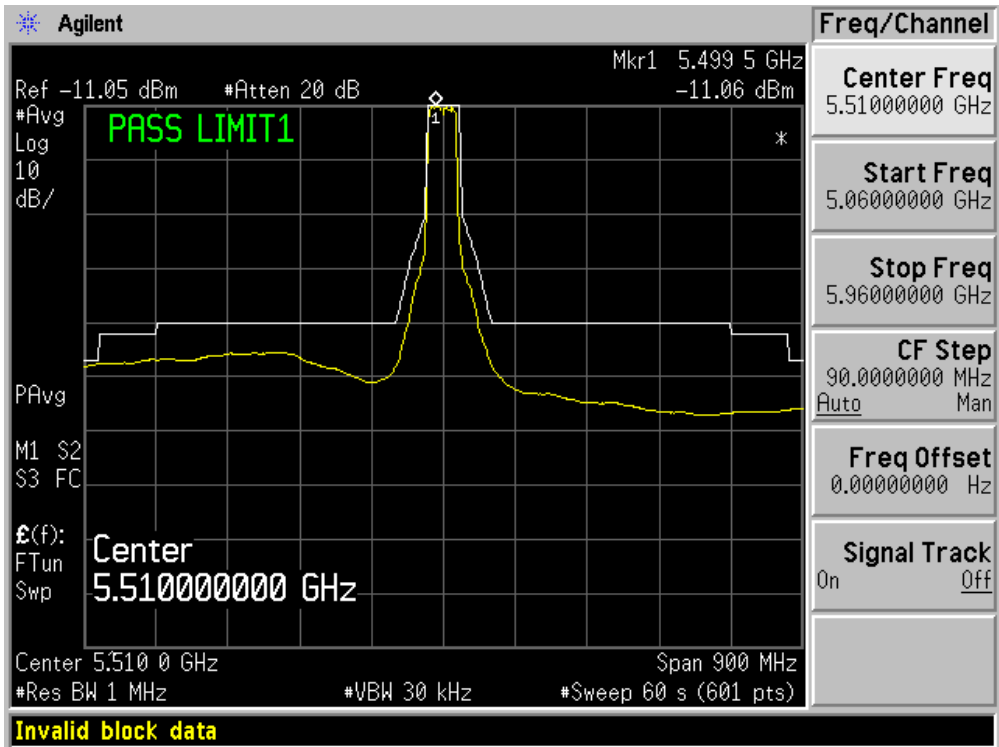 Agilent
Freq/Channel
Mkr1 5.499 5 GHz
Ref -11.05 dBm #Atten 20 dB -11.06 dBm
#Avg
Log
10
dB/
PASS LIMIT1
1
*
PAvg
M1 S2
S3 FC
£(f):
FTun
Swp
Center
5.510000000 GHz
Center 5.510 0 GHz Span 900 MHz
#Res BW 1 MHz #VBW 30 kHz #Sweep 60 s (601 pts)
Invalid block data
Center Freq
5.51000000 GHz
Start Freq
5.06000000 GHz
Stop Freq
5.96000000 GHz
CF Step
90.0000000 MHz
Auto Man
Freq Offset
0.00000000 Hz
Signal Track
On Off